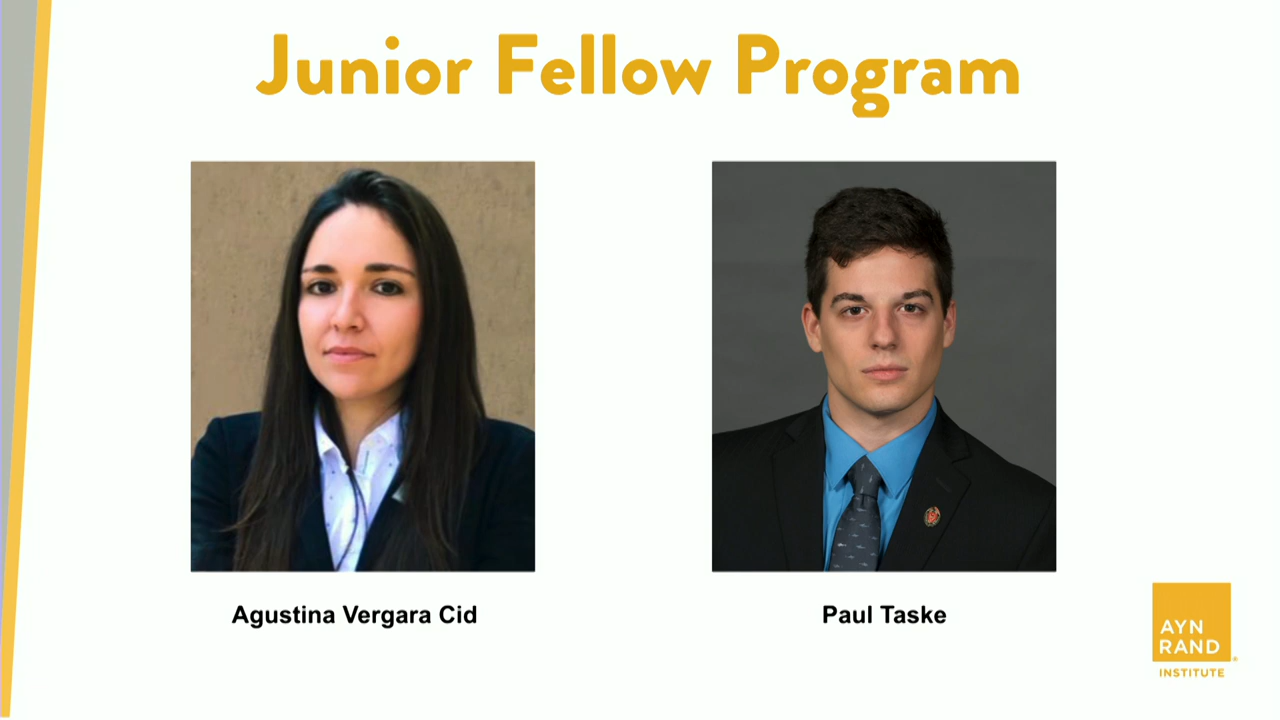 Junior Fellow Program
Agustina Vergara Cid
Paul Taske
AYN
RAND
INSTITUTE